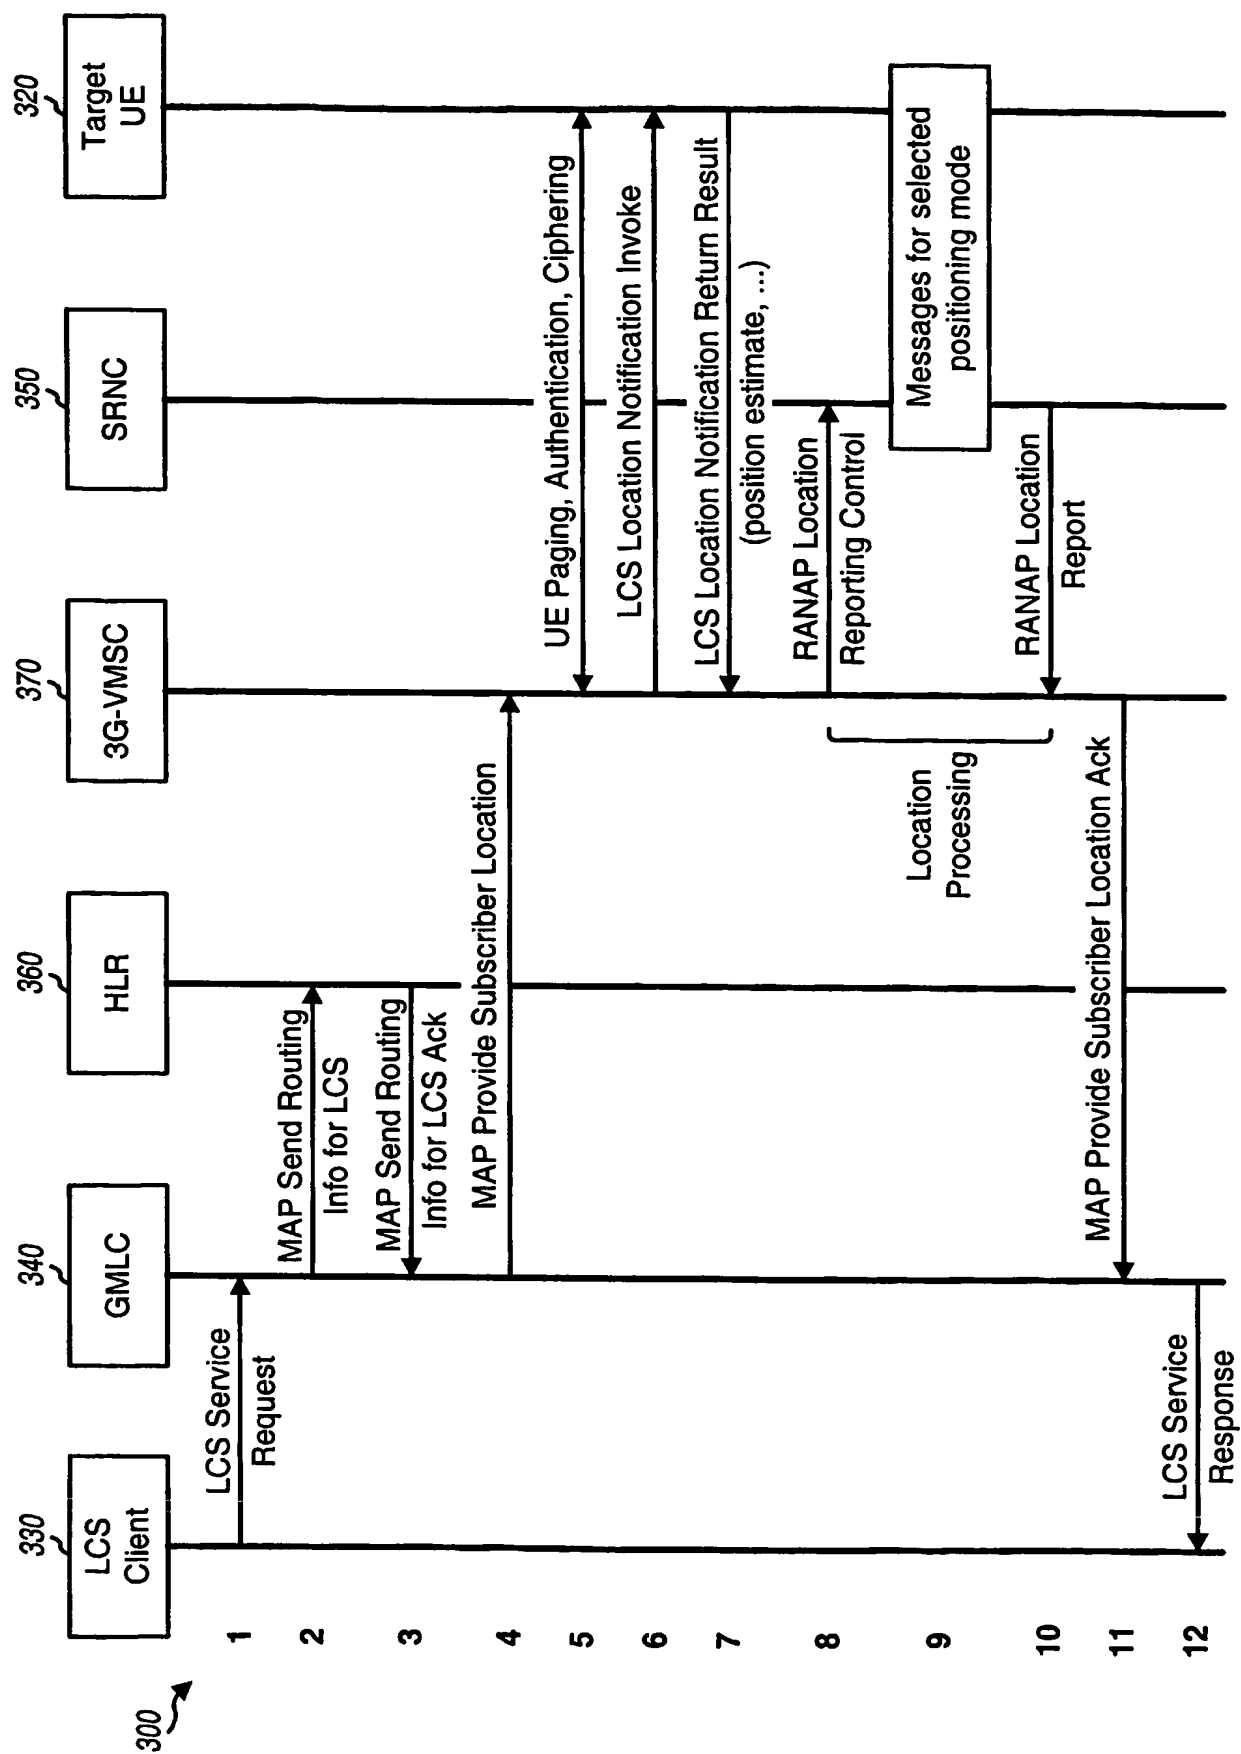 300
330
340
360
370
350
320
LCS
Client
GMLC
HLR
3G-VMSC
SRNC
Target
UE
1
LCS Service
Request
2
MAP Send Routing
Info for LCS
3
MAP Send Routing
Info for LCS Ack
4
MAP Provide Subscriber Location
5
UE Paging, Authentication, Ciphering
6
LCS Location Notification Invoke
7
LCS Location Notification Return Result
(position estimate, ...)
8
RANAP Location
Reporting Control
9
Location
Processing
Messages for selected
positioning mode
10
RANAP Location
Report
11
MAP Provide Subscriber Location Ack
12
LCS Service
Response